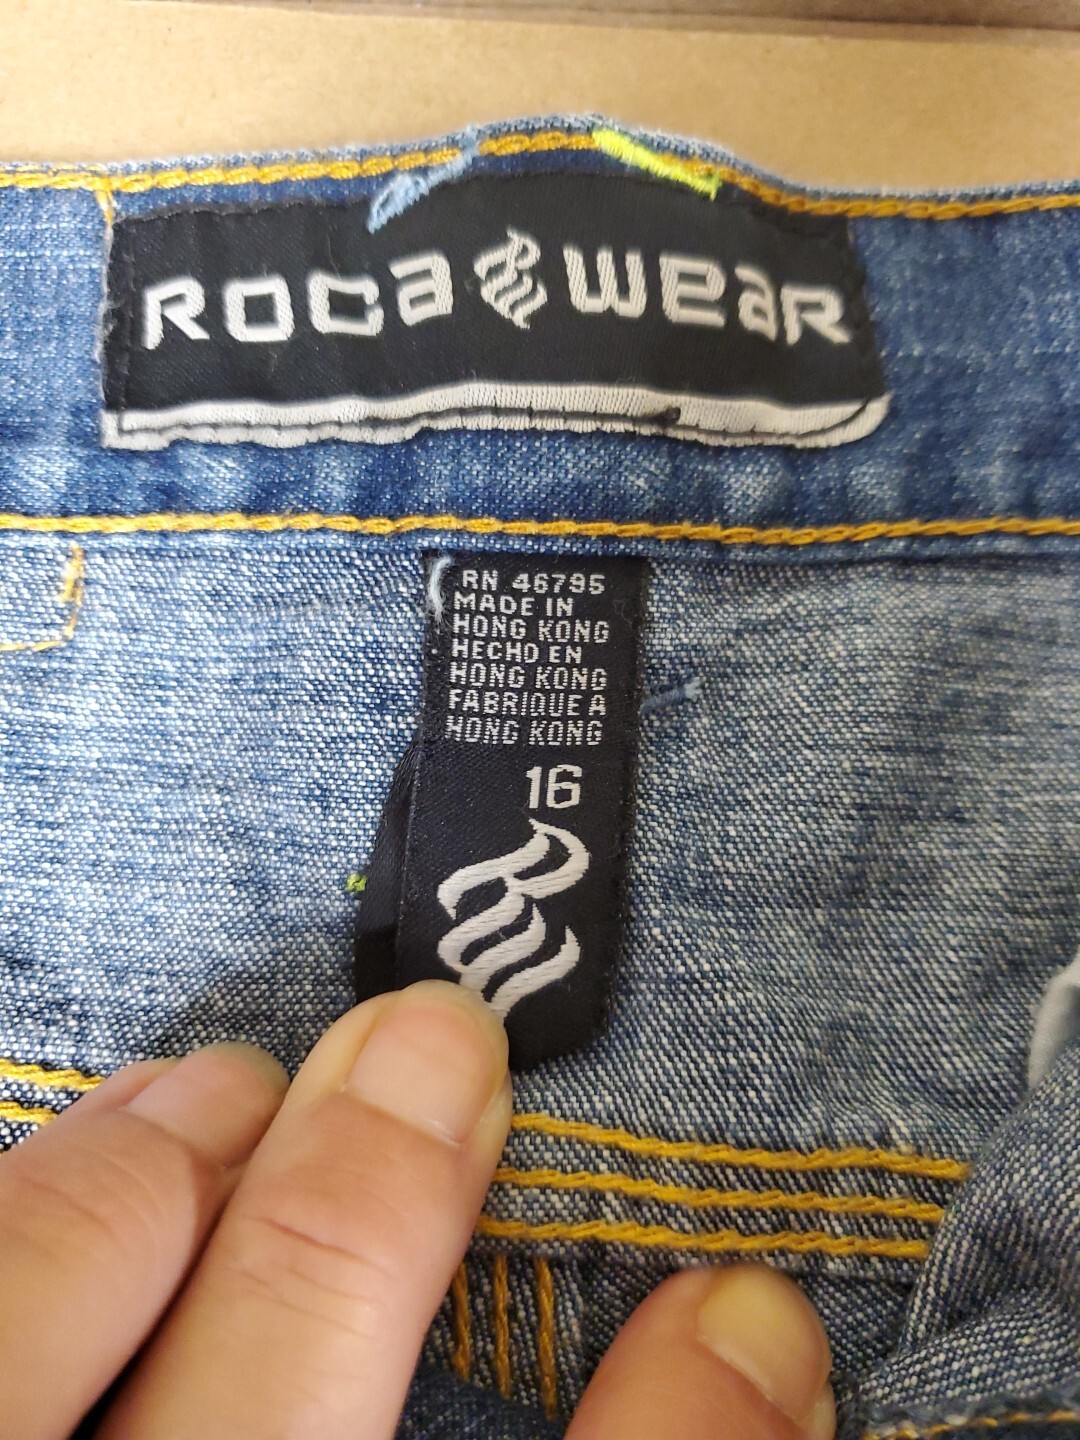 ROCA WEAR
RN 46795
MADE IN
HONG KONG
HECHO EN
HONG KONG
FABRIQUE A
HONG KONG
16